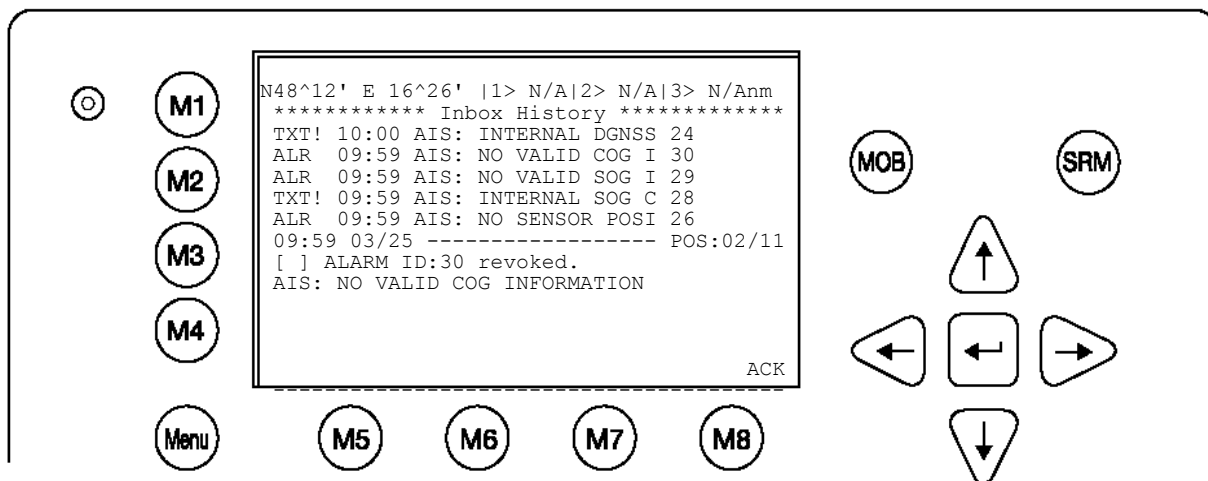 N48^12' E 16^26' |1> N/A|2> N/A|3> N/Anm
************ Inbox History *************
TXT! 10:00 AIS: INTERNAL DGNSS 24
ALR  09:59 AIS: NO VALID COG I 30
ALR  09:59 AIS: NO VALID SOG I 29
TXT! 09:59 AIS: INTERNAL SOG C 28
ALR  09:59 AIS: NO SENSOR POSI 26
09:59 03/25 ------------------ POS:02/11
[ ] ALARM ID:30 revoked.
AIS: NO VALID COG INFORMATION
ACK
----------------------------------------
M1
M2
M3
M4
Menu
M5
M6
M7
M8
MOB
SRM